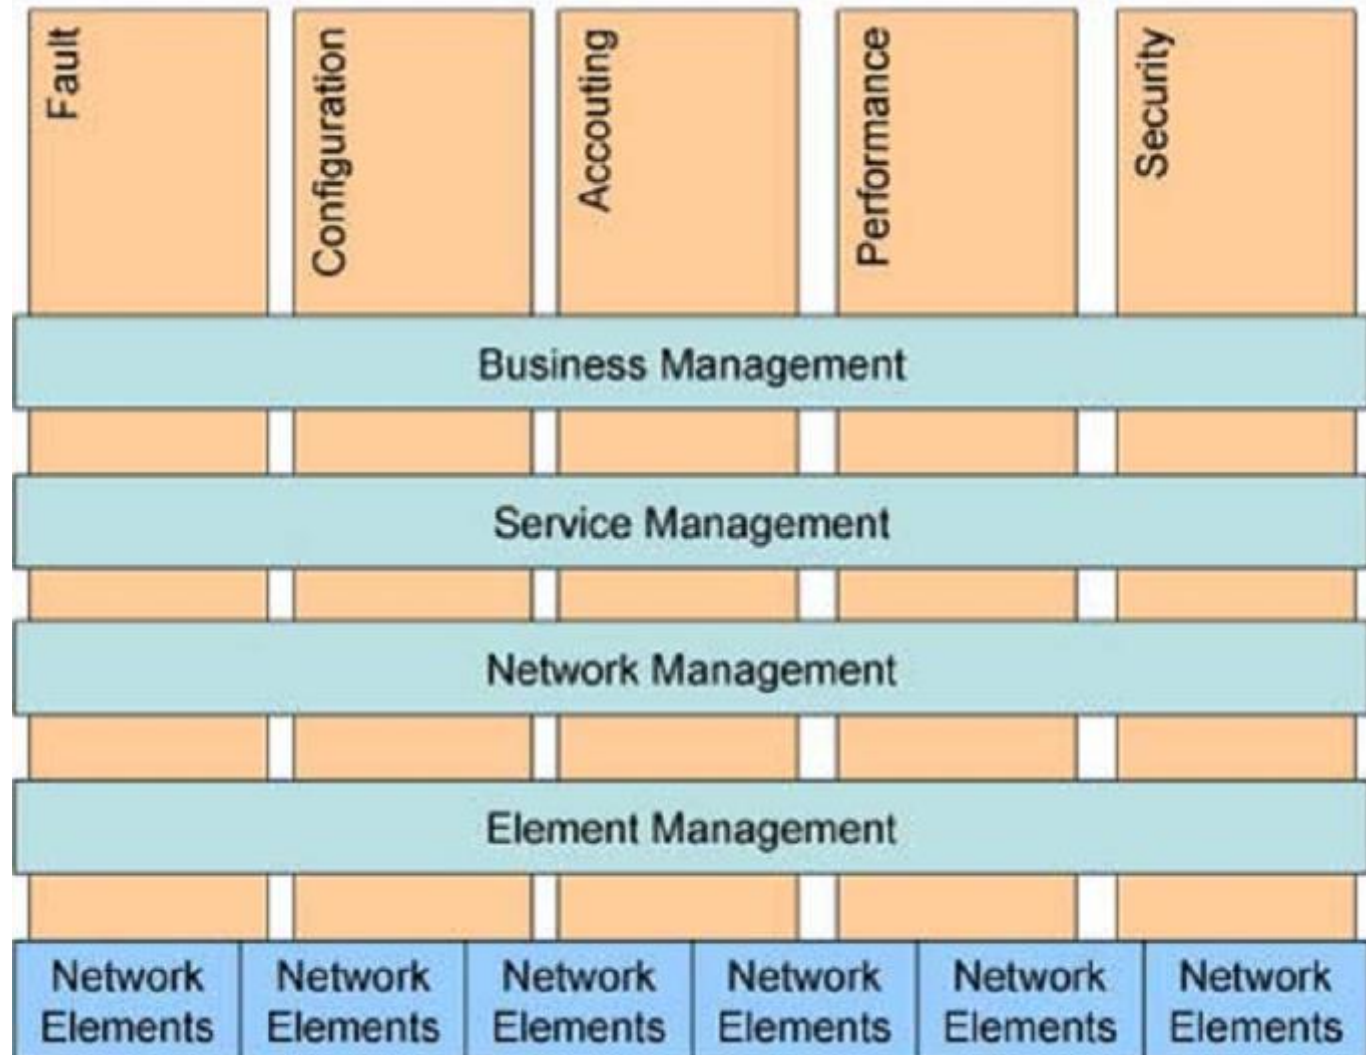 Fault
Configuration
Accouting
Performance
Security
Business Management
Service Management
Network Management
Element Management
Network
Elements
Network
Elements
Network
Elements
Network
Elements
Network
Elements
Network
Elements